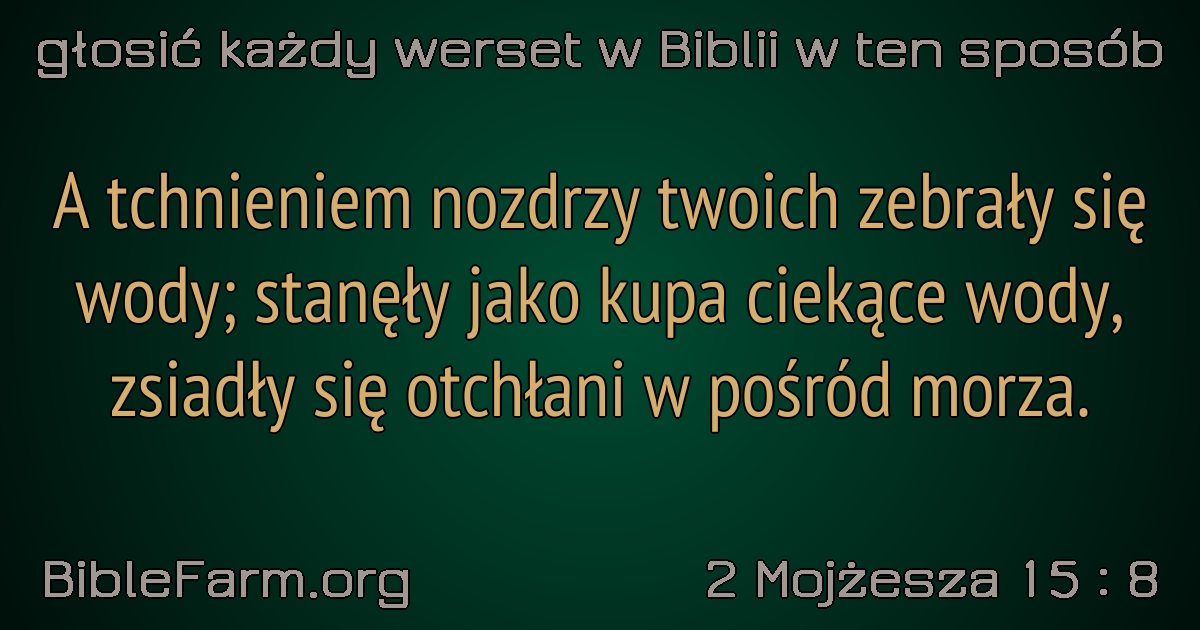 głosić każdy werset w Biblii w ten sposób
A tchnieniem nozdrzy twoich zebrały się
wody; stanęły jako kupa ciekące wody,
zsiadły się otchłani w pośród morza.
BibleFarm.org
2 Mojżesza 15 : 8